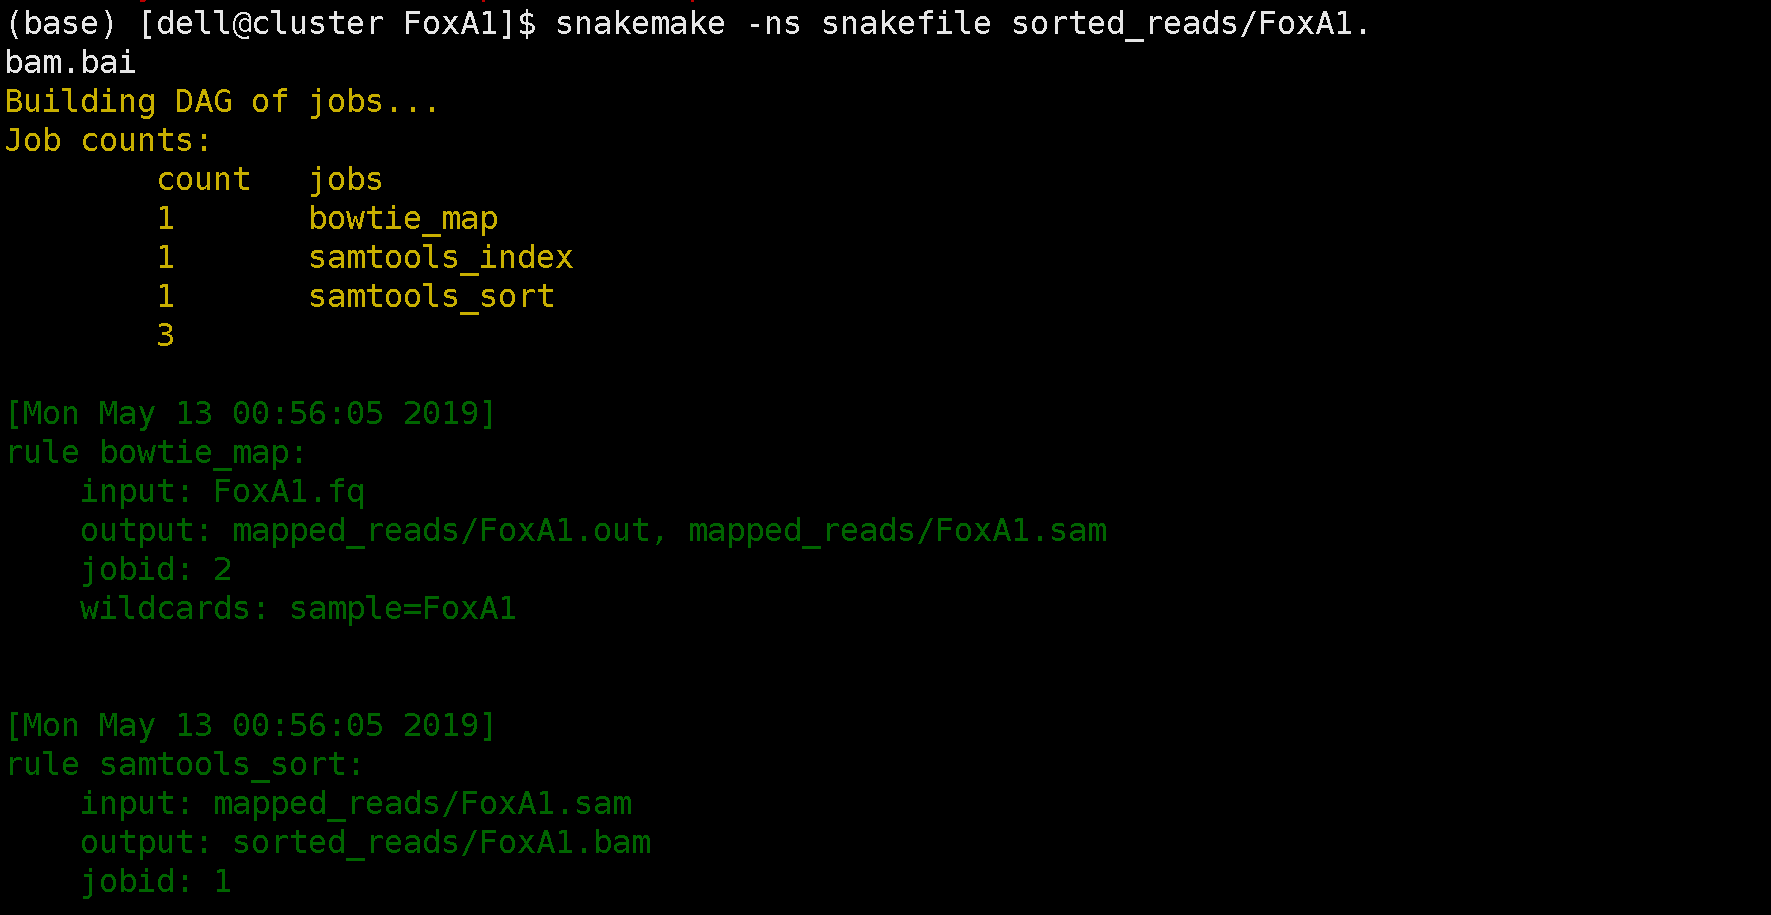 (base) [dell@cluster FoxA1]$ snakemake -ns snakefile sorted_reads/FoxA1.
bam.bai
Building DAG of jobs...
Job counts:
        count   jobs
        1       bowtie_map
        1       samtools_index
        1       samtools_sort
        3

[Mon May 13 00:56:05 2019]
rule bowtie_map:
    input: FoxA1.fq
    output: mapped_reads/FoxA1.out, mapped_reads/FoxA1.sam
    jobid: 2
    wildcards: sample=FoxA1


[Mon May 13 00:56:05 2019]
rule samtools_sort:
    input: mapped_reads/FoxA1.sam
    output: sorted_reads/FoxA1.bam
    jobid: 1